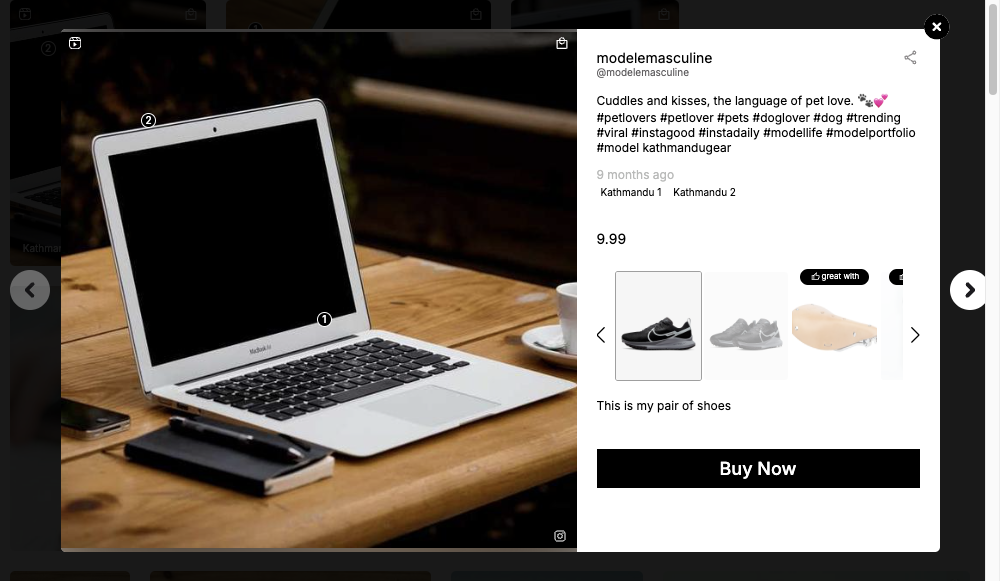 2
1
MacBook Air
modelemasculine
@modelemasculine
Cuddles and kisses, the language of pet love. 🐾💕
#petlovers #petlover #pets #doglover #dog #trending
#viral #instagood #instadaily #modellife #modelportfolio
#model kathmandugear
9 months ago
Kathmandu 1 Kathmandu 2
9.99
great with
This is my pair of shoes
Buy Now
2
Kathman